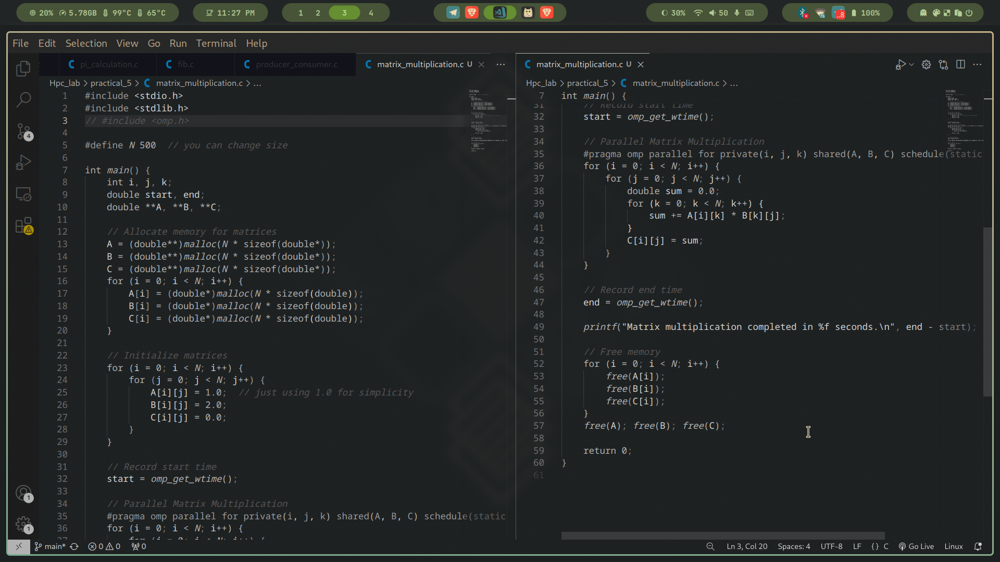 20% 5.78GB 99°C 65°C
11:27 PM
1 2 3 4
30% 50
75
..8
100%
File Edit Selection View Go Run Terminal Help
pi_calculation.c fib.c producer_consumer.c matrix_multiplication.c U
Hpc_lab > practical_5 > C matrix_multiplication.c > ...
1 #include <stdio.h>
2 #include <stdlib.h>
3 // #include <omp.h>
4
5 #define N 500  // you can change size
6
7 int main() {
8     int i, j, k;
9     double start, end;
10     double **A, **B, **C;
11
12     // Allocate memory for matrices
13     A = (double**)malloc(N * sizeof(double*));
14     B = (double**)malloc(N * sizeof(double*));
15     C = (double**)malloc(N * sizeof(double*));
16     for (i = 0; i < N; i++) {
17         A[i] = (double*)malloc(N * sizeof(double));
18         B[i] = (double*)malloc(N * sizeof(double));
19         C[i] = (double*)malloc(N * sizeof(double));
20     }
21
22     // Initialize matrices
23     for (i = 0; i < N; i++) {
24         for (j = 0; j < N; j++) {
25             A[i][j] = 1.0;  // just using 1.0 for simplicity
26             B[i][j] = 2.0;
27             C[i][j] = 0.0;
28         }
29     }
30
31     // Record start time
32     start = omp_get_wtime();
33
34     // Parallel Matrix Multiplication
35     #pragma omp parallel for private(i, j, k) shared(A, B, C) schedule(static
36     for (i = 0; i < N; i++) {
matrix_multiplication.c U
Hpc_lab > practical_5 > C matrix_multiplication.c > ...
7 int main() {
31     // Record start time
32     start = omp_get_wtime();
33
34     // Parallel Matrix Multiplication
35     #pragma omp parallel for private(i, j, k) shared(A, B, C) schedule(static
36     for (i = 0; i < N; i++) {
37         for (j = 0; j < N; j++) {
38             double sum = 0.0;
39             for (k = 0; k < N; k++) {
40                 sum += A[i][k] * B[k][j];
41             }
42             C[i][j] = sum;
43         }
44     }
45
46     // Record end time
47     end = omp_get_wtime();
48
49     printf("Matrix multiplication completed in %f seconds.\n", end - start);
50
51     // Free memory
52     for (i = 0; i < N; i++) {
53         free(A[i]);
54         free(B[i]);
55         free(C[i]);
56     }
57     free(A); free(B); free(C);
58
59     return 0;
60 }
61
4
1
1
main* 0 0 0
Ln 3, Col 20 Spaces: 4 UTF-8 LF {} C Go Live Linux